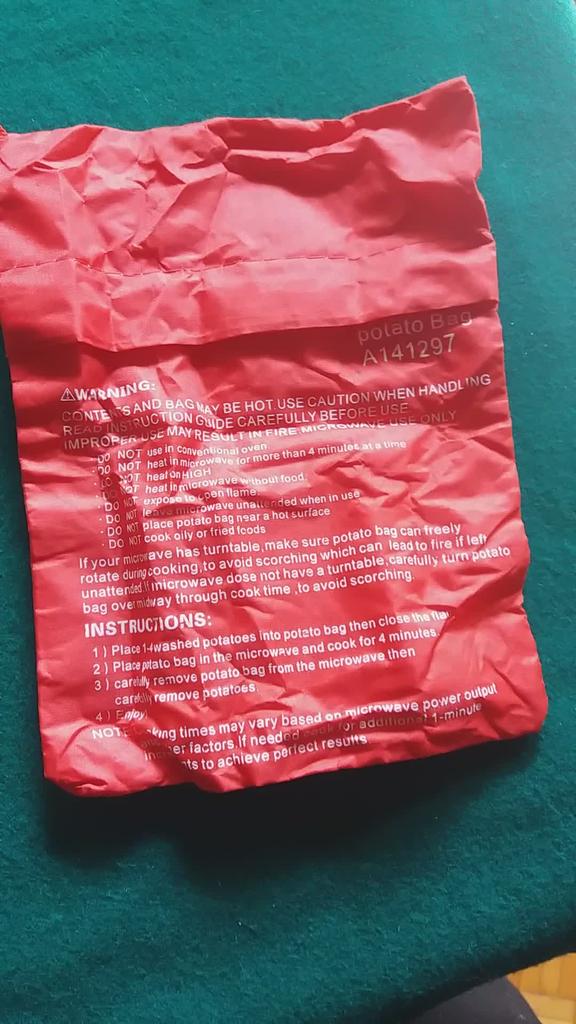 potato Bag
A141297
⚠WARNING:
CONTENTS AND BAG MAY BE HOT.USE CAUTION WHEN HANDLING
READ INSTRUCTION GUIDE CAREFULLY BEFORE USE.
IMPROPER USE MAY RESULT IN FIRE.MICROWAVE USE ONLY
· DO NOT use in conventional oven.
· DO NOT heat in microwave for more than 4 minutes at a time
· DO NOT heat on HIGH
· DO NOT heat in microwave without food.
· DO NOT expose to open flame.
· DO NOT leave microwave unattended when in use
· DO NOT place potato bag near a hot surface
· DO NOT cook oily or fried foods
If your microwave has turntable,make sure potato bag can freely
rotate during cooking,to avoid scorching which can lead to fire if left
unattended.If microwave dose not have a turntable,carefully turn potato
bag over midway through cook time ,to avoid scorching.
INSTRUCTIONS:
1 ) Place 1-4 washed potatoes into potato bag then close the
2 ) Place potato bag in the microwave and cook for 4 minutes.
3 ) carefully remove potato bag from the microwave then
carefully remove potatoes.
4 ) Enjoy!
NOTE: times may vary based on microwave power output
factors.If needed cook for additional 1-minute
to achieve perfect results